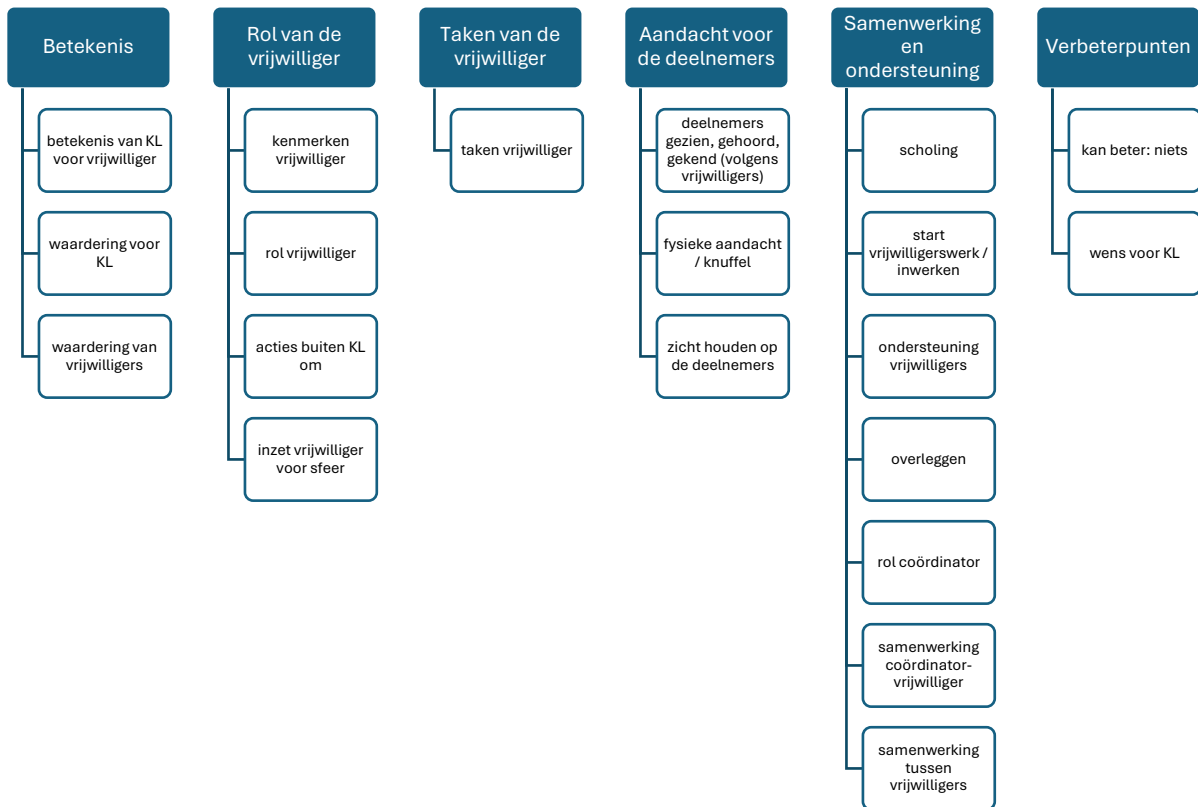 Betekenis
betekenis van KL
voor vrijwilliger
waardering voor
KL
waardering van
vrijwilligers
Rol van de
vrijwilliger
kenmerken
vrijwilliger
rol vrijwilliger
acties buiten KL
om
inzet vrijwilliger
voor sfeer
Taken van de
vrijwilliger
taken vrijwilliger
Aandacht voor
de deelnemers
deelnemers
gezien, gehoord,
gekend (volgens
vrijwilligers)
fysieke aandacht
/ knuffel
zicht houden op
de deelnemers
Samenwerking
en
ondersteuning
scholing
start
vrijwilligerswerk /
inwerken
ondersteuning
vrijwilligers
overleggen
rol coördinator
samenwerking
coördinator-
vrijwilliger
samenwerking
tussen
vrijwilligers
Verbeterpunten
kan beter: niets
wens voor KL